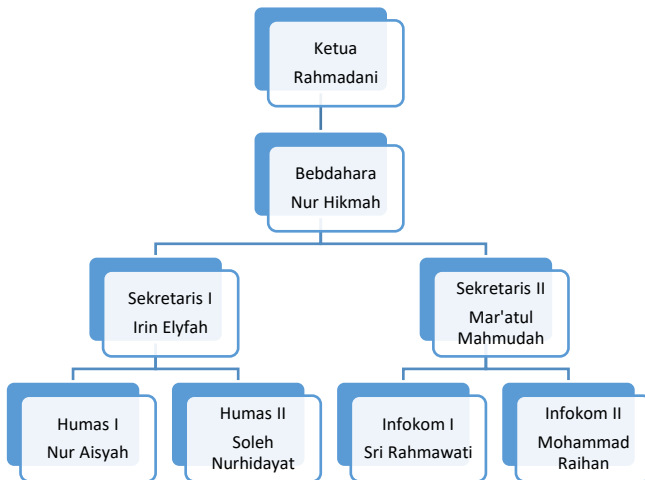 Ketua
Rahmadani
Bebdahara
Nur Hikmah
Sekretaris I
Irin Elyfah
Sekretaris II
Mar'atul
Mahmudah
Humas I
Nur Aisyah
Humas II
Soleh
Nurhidayat
Infokom I
Sri Rahmawati
Infokom II
Mohammad
Raihan